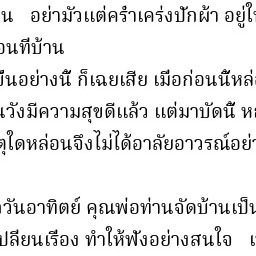 น อย่ามัวแต่คร่ำเคร่งปักผ้า อยู่ใ
อนที่บ้าน
ป็นอย่างนี้ ก็เฉยเสีย เมื่อก่อนนี้หล่
นวังมีความสุขดีแล้ว แต่มาบัดนี้ ห
ตุใดหล่อนจึงไม่ได้อาลัยอาวรณ์อย่
วันอาทิตย์ คุณพ่อท่านจัดบ้านเป็น
ปลี่ยนเรื่อง ทำให้ฟังอย่างสนใจ